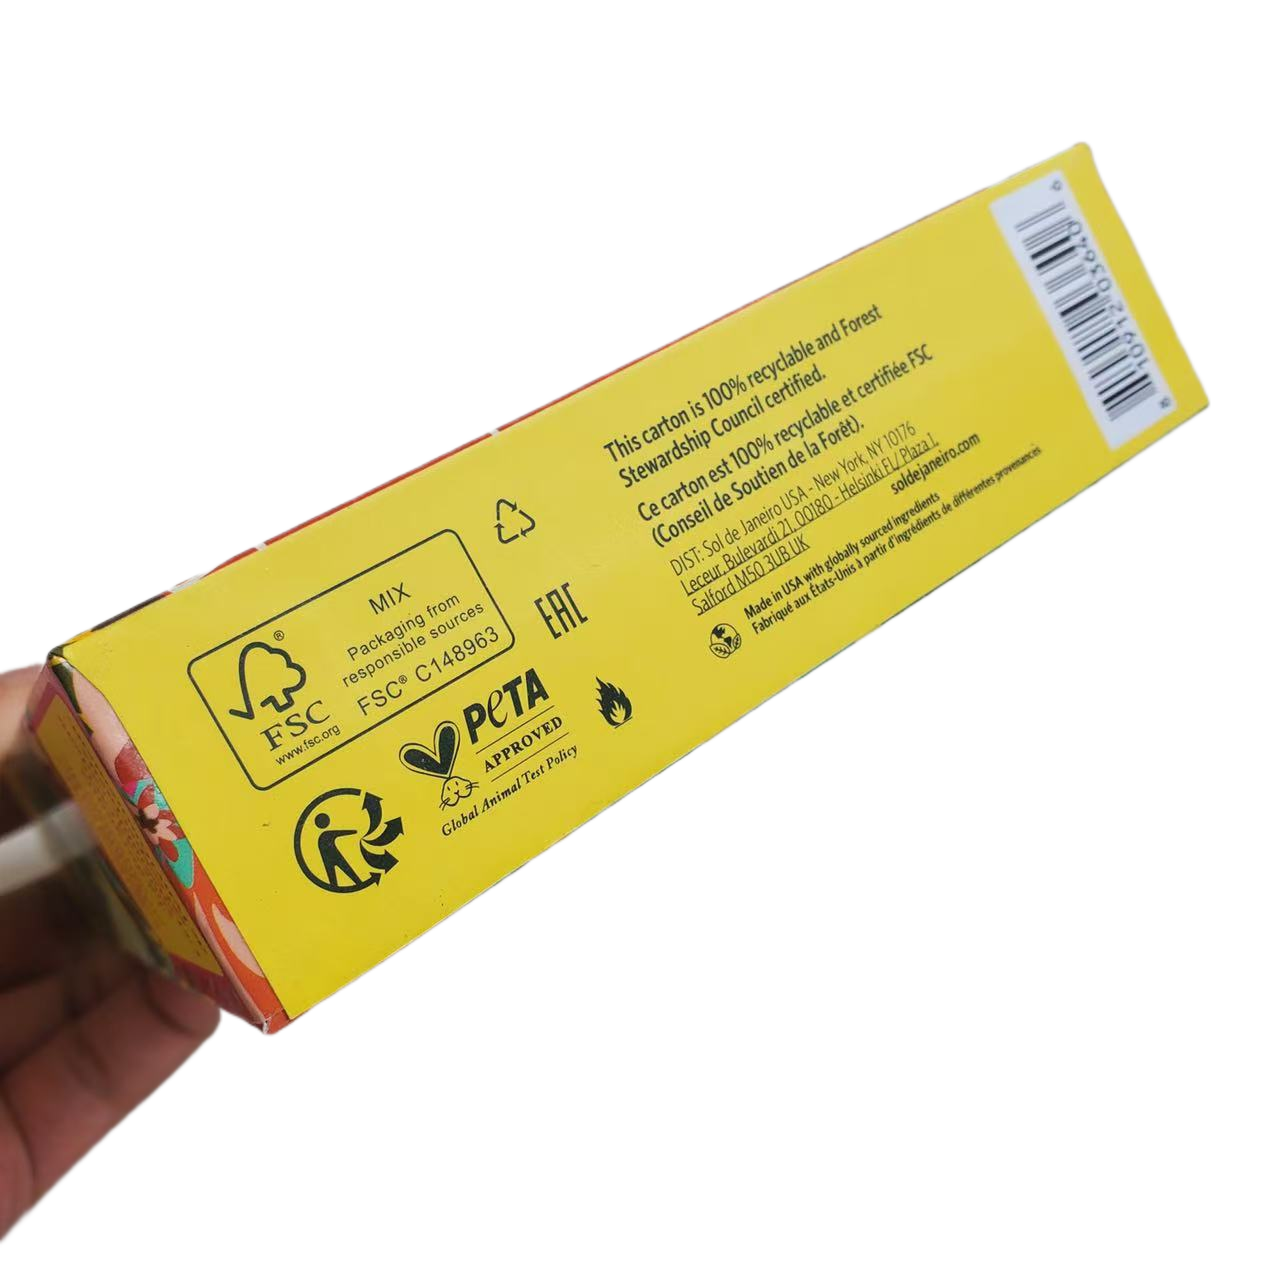 This carton is 100% recyclable and Forest
Stewardship Council certified.
Ce carton est 100% recyclable et certifiée FSC
(Conseil de Soutien de la Forêt).
DIST: Sol de Janeiro USA - New York, NY 10176
Leceur, Bulevardi 21, 00180 - Helsinki FI / Plaza 1,
Salford M50 3UB UK
soldejaneiro.com
Made in USA with globally sourced ingredients
Fabriqué aux États-Unis à partir d'ingrédients de différentes provenances
®
FSC
www.fsc.org
MIX
Packaging from
responsible sources
FSC® C148963
EAC
PETA
APPROVED
Global Animal Test Policy
8 10912 03640 9